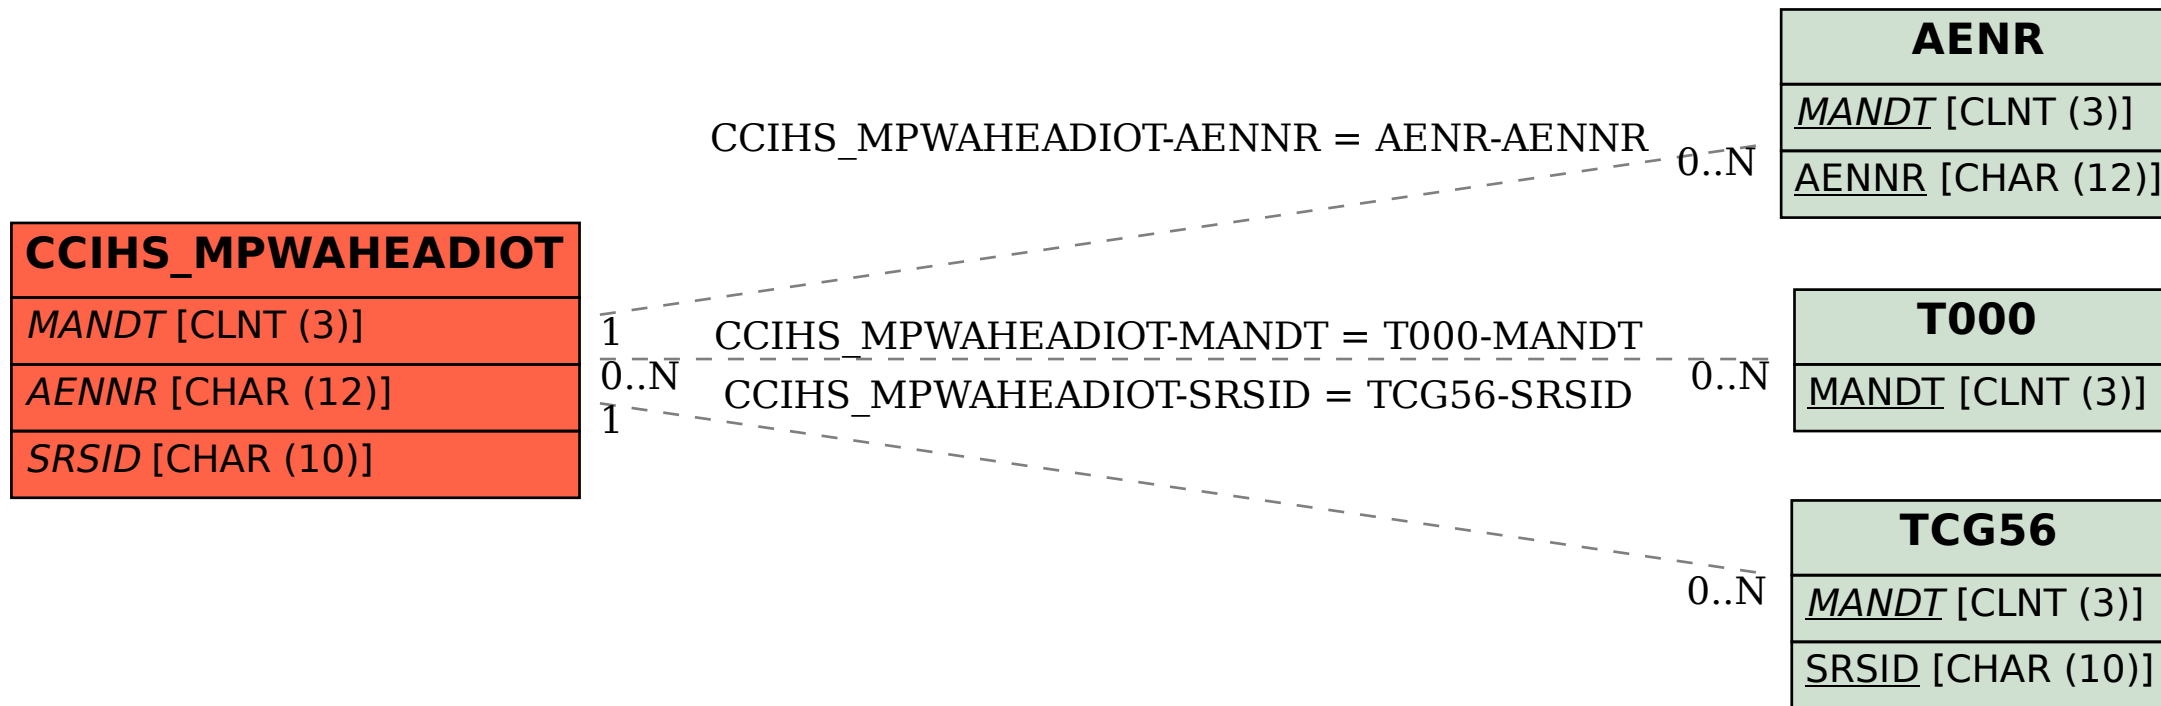 CCIHS_MPWAHEADIOT
MANDT [CLNT (3)]
AENNR [CHAR (12)]
SRSID [CHAR (10)]
CCIHS_MPWAHEADIOT-AENNR = AENR-AENNR
1
0..N
CCIHS_MPWAHEADIOT-MANDT = T000-MANDT
0..N
0..N
CCIHS_MPWAHEADIOT-SRSID = TCG56-SRSID
1
0..N
AENR
MANDT [CLNT (3)]
AENNR [CHAR (12)]
T000
MANDT [CLNT (3)]
TCG56
MANDT [CLNT (3)]
SRSID [CHAR (10)]